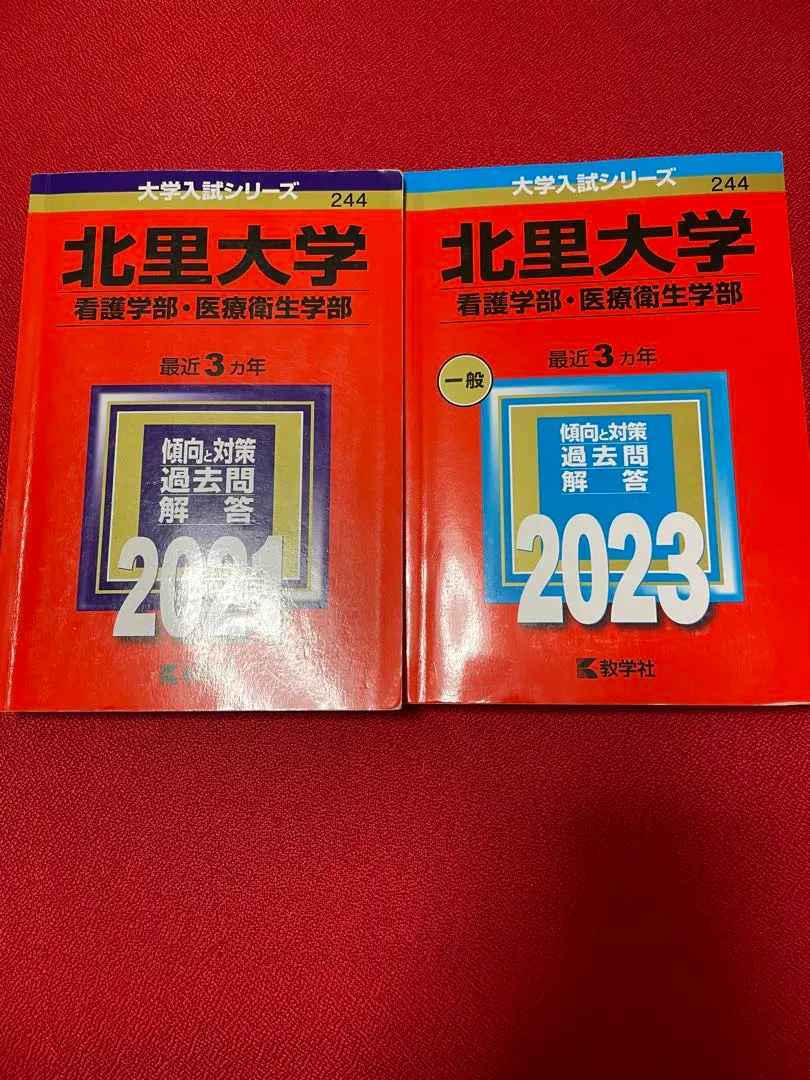 大学入試シリーズ
244
北里大学
看護学部・医療衛生学部
最近3ヵ年
傾向と対策
過去問
解答
2021
K
大学入試シリーズ
244
北里大学
看護学部・医療衛生学部
最近3ヵ年
一般
傾向と対策
過去問
解答
2023
教学社